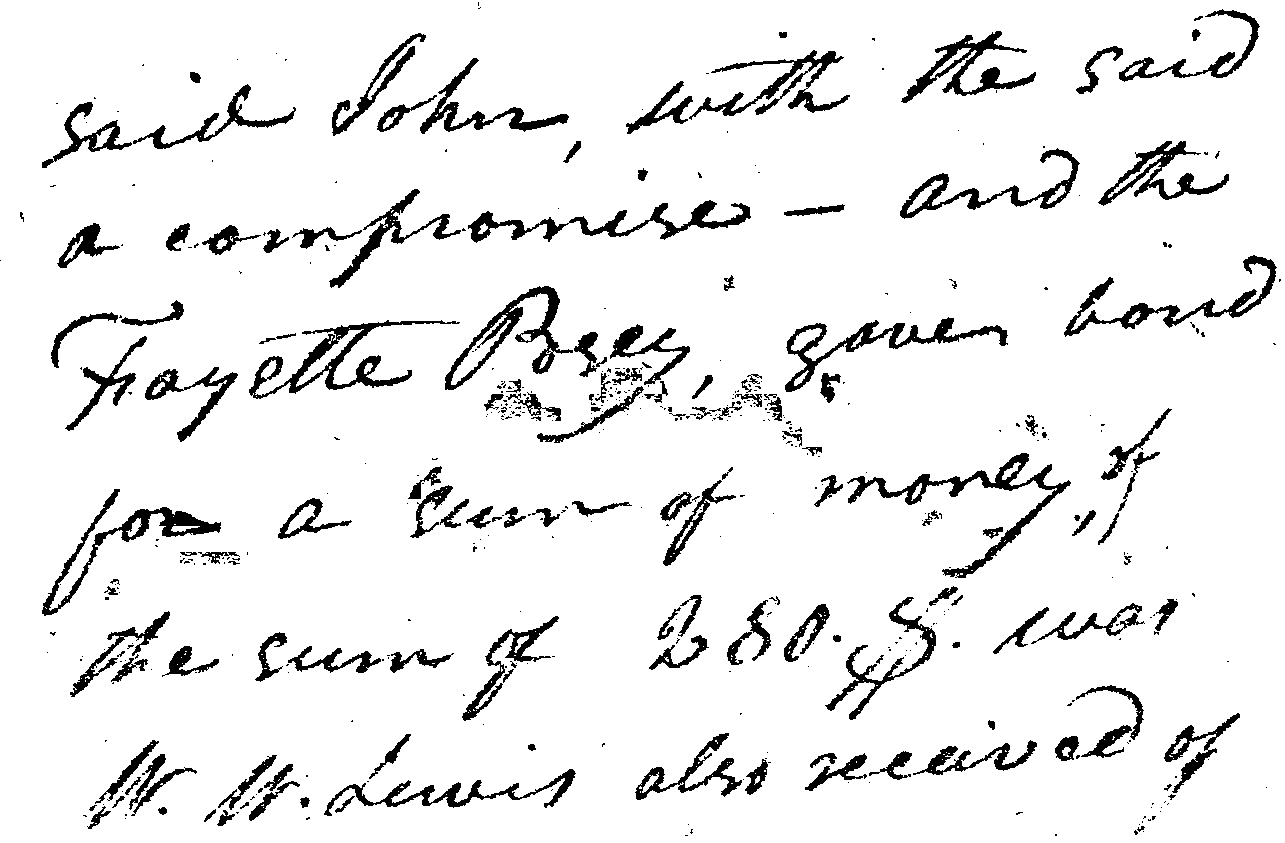 said John, with the said
a compromise — and the
Fayette Posey, gaven bond
for a sum of money, of
the sum of 280.$. was
W. W. Lewis also received of